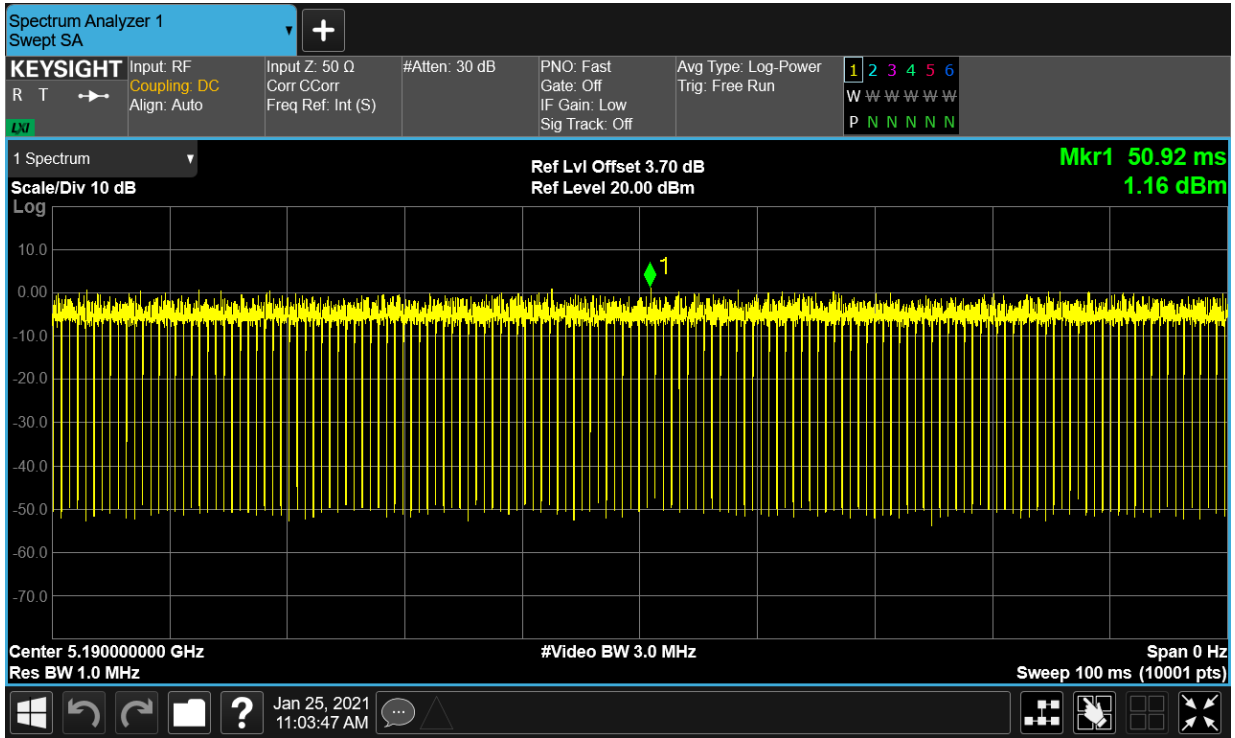 Spectrum Analyzer 1
Swept SA
KEYSIGHT
R T
LXI
Input: RF
Coupling: DC
Align: Auto
Input Z: 50 Ω
Corr CCorr
Freq Ref: Int (S)
#Atten: 30 dB
PNO: Fast
Gate: Off
IF Gain: Low
Sig Track: Off
Avg Type: Log-Power
Trig: Free Run
1 2 3 4 5 6
W W W W W W
P N N N N N
1 Spectrum
Scale/Div 10 dB
Log
Ref Lvl Offset 3.70 dB
Ref Level 20.00 dBm
Mkr1 50.92 ms
1.16 dBm
10.0
1
0.00
-10.0
-20.0
-30.0
-40.0
-50.0
-60.0
-70.0
Center 5.190000000 GHz
#Video BW 3.0 MHz
Span 0 Hz
Res BW 1.0 MHz
Sweep 100 ms (10001 pts)
?
Jan 25, 2021
11:03:47 AM